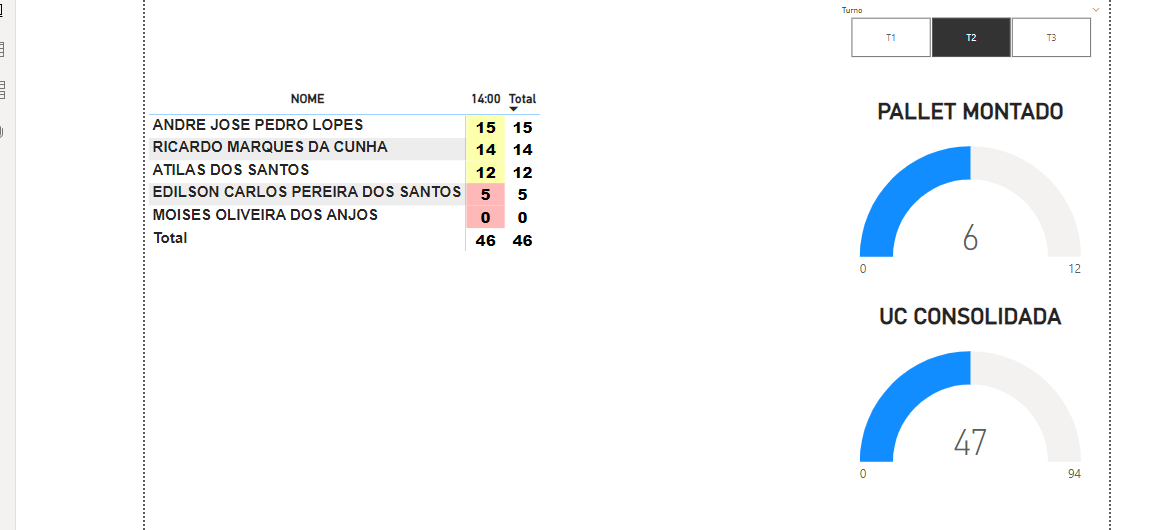 Turno
T1 T2 T3
NOME 14:00 Total
ANDRE JOSE PEDRO LOPES 15 15
RICARDO MARQUES DA CUNHA 14 14
ATILAS DOS SANTOS 12 12
EDILSON CARLOS PEREIRA DOS SANTOS 5 5
MOISES OLIVEIRA DOS ANJOS 0 0
Total 46 46
PALLET MONTADO
6
0 12
UC CONSOLIDADA
47
0 94